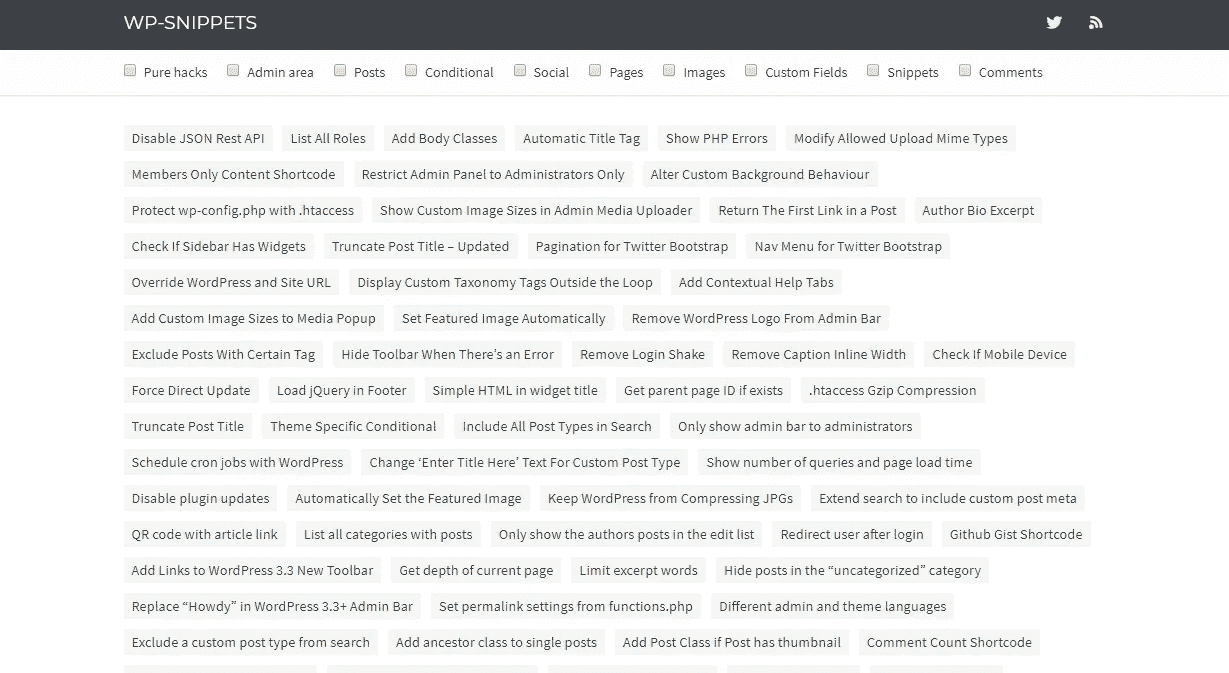 WP-SNIPPETS
Pure hacks Admin area Posts Conditional Social Pages Images Custom Fields Snippets Comments
Disable JSON Rest API List All Roles Add Body Classes Automatic Title Tag Show PHP Errors Modify Allowed Upload Mime Types
Members Only Content Shortcode Restrict Admin Panel to Administrators Only Alter Custom Background Behaviour
Protect wp-config.php with .htaccess Show Custom Image Sizes in Admin Media Uploader Return The First Link in a Post Author Bio Excerpt
Check If Sidebar Has Widgets Truncate Post Title – Updated Pagination for Twitter Bootstrap Nav Menu for Twitter Bootstrap
Override WordPress and Site URL Display Custom Taxonomy Tags Outside the Loop Add Contextual Help Tabs
Add Custom Image Sizes to Media Popup Set Featured Image Automatically Remove WordPress Logo From Admin Bar
Exclude Posts With Certain Tag Hide Toolbar When There’s an Error Remove Login Shake Remove Caption Inline Width Check If Mobile Device
Force Direct Update Load jQuery in Footer Simple HTML in widget title Get parent page ID if exists .htaccess Gzip Compression
Truncate Post Title Theme Specific Conditional Include All Post Types in Search Only show admin bar to administrators
Schedule cron jobs with WordPress Change ‘Enter Title Here’ Text For Custom Post Type Show number of queries and page load time
Disable plugin updates Automatically Set the Featured Image Keep WordPress from Compressing JPGs Extend search to include custom post meta
QR code with article link List all categories with posts Only show the authors posts in the edit list Redirect user after login Github Gist Shortcode
Add Links to WordPress 3.3 New Toolbar Get depth of current page Limit excerpt words Hide posts in the “uncategorized” category
Replace “Howdy” in WordPress 3.3+ Admin Bar Set permalink settings from functions.php Different admin and theme languages
Exclude a custom post type from search Add ancestor class to single posts Add Post Class if Post has thumbnail Comment Count Shortcode